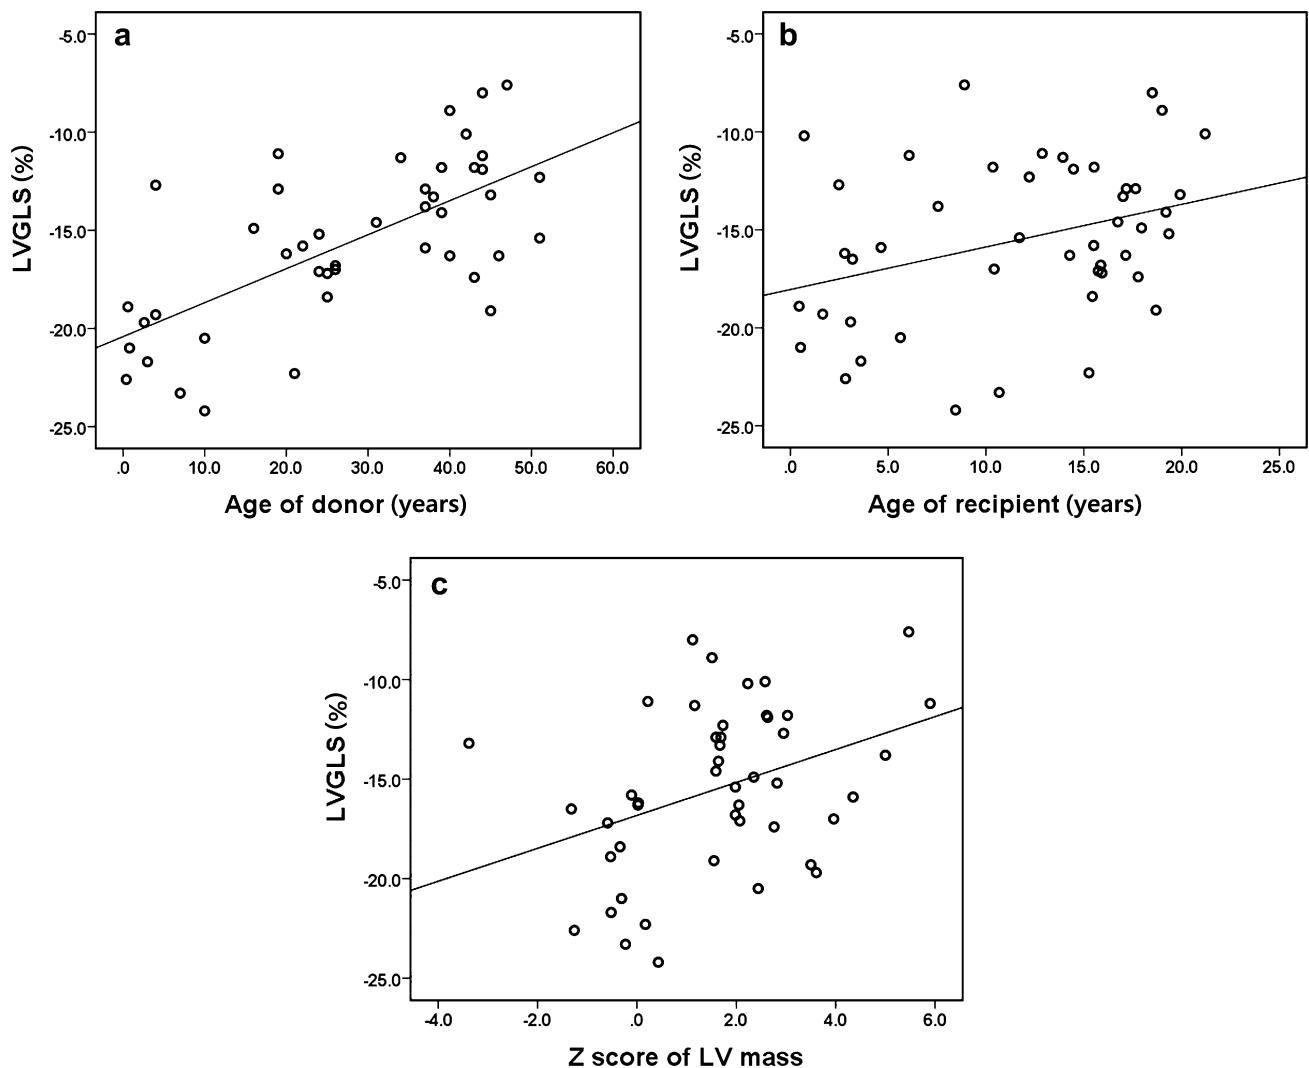 a
-5.0
-10.0
-15.0
-20.0
-25.0
LVGLS (%)
.0 10.0 20.0 30.0 40.0 50.0 60.0
Age of donor (years)
b
-5.0
-10.0
-15.0
-20.0
-25.0
LVGLS (%)
.0 5.0 10.0 15.0 20.0 25.0
Age of recipient (years)
c
-5.0
-10.0
-15.0
-20.0
-25.0
LVGLS (%)
-4.0 -2.0 .0 2.0 4.0 6.0
Z score of LV mass